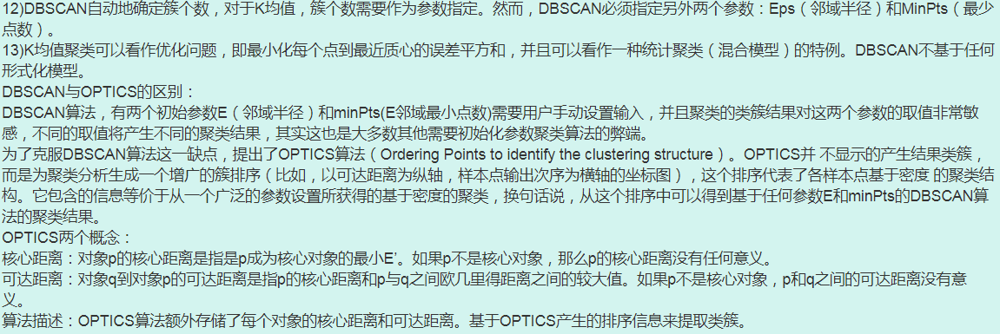 12)DBSCAN自动地确定簇个数，对于K均值，簇个数需要作为参数指定。然而，DBSCAN必须指定另外两个参数：Eps（邻域半径）和MinPts（最少
点数）。
13)K均值聚类可以看作优化问题，即最小化每个点到最近质心的误差平方和，并且可以看作一种统计聚类（混合模型）的特例。DBSCAN不基于任何
形式化模型。
DBSCAN与OPTICS的区别：
DBSCAN算法，有两个初始参数E（邻域半径）和minPts(E邻域最小点数)需要用户手动设置输入，并且聚类的类簇结果对这两个参数的取值非常敏
感，不同的取值将产生不同的聚类结果，其实这也是大多数其他需要初始化参数聚类算法的弊端。
为了克服DBSCAN算法这一缺点，提出了OPTICS算法（Ordering Points to identify the clustering structure）。OPTICS并 不显示的产生结果类簇，
而是为聚类分析生成一个增广的簇排序（比如，以可达距离为纵轴，样本点输出次序为横轴的坐标图），这个排序代表了各样本点基于密度 的聚类结
构。它包含的信息等价于从一个广泛的参数设置所获得的基于密度的聚类，换句话说，从这个排序中可以得到基于任何参数E和minPts的DBSCAN算
法的聚类结果。
OPTICS两个概念：
核心距离：对象p的核心距离是指是p成为核心对象的最小E'。如果p不是核心对象，那么p的核心距离没有任何意义。
可达距离：对象q到对象p的可达距离是指p的核心距离和p与q之间欧几里得距离之间的较大值。如果p不是核心对象，p和q之间的可达距离没有意
义。
算法描述：OPTICS算法额外存储了每个对象的核心距离和可达距离。基于OPTICS产生的排序信息来提取类簇。